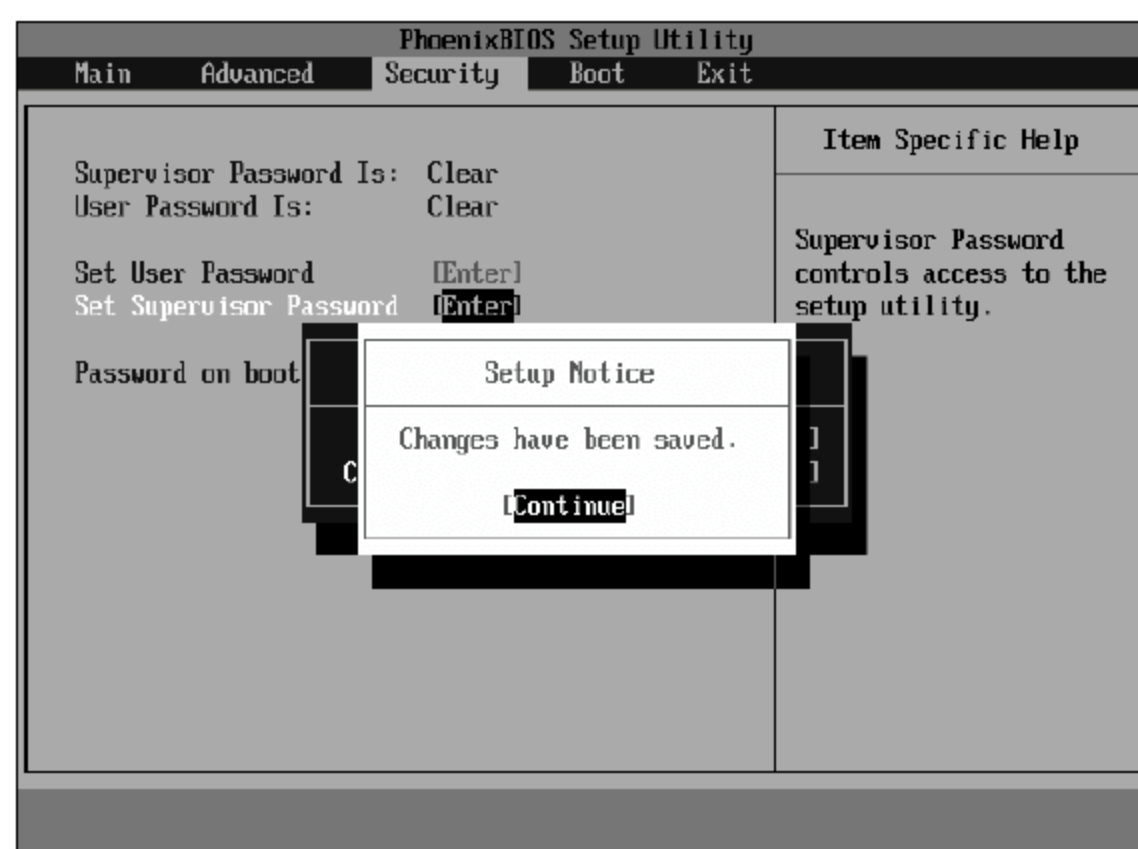 PhoenixBIOS Setup Utility
Main Advanced Security Boot Exit
Supervisor Password Is: Clear
User Password Is: Clear
Set User Password [Enter]
Set Supervisor Password [Enter]
Password on boot
Setup Notice
Changes have been saved.
C
]
]
[Continue]
Item Specific Help
Supervisor Password
controls access to the
setup utility.